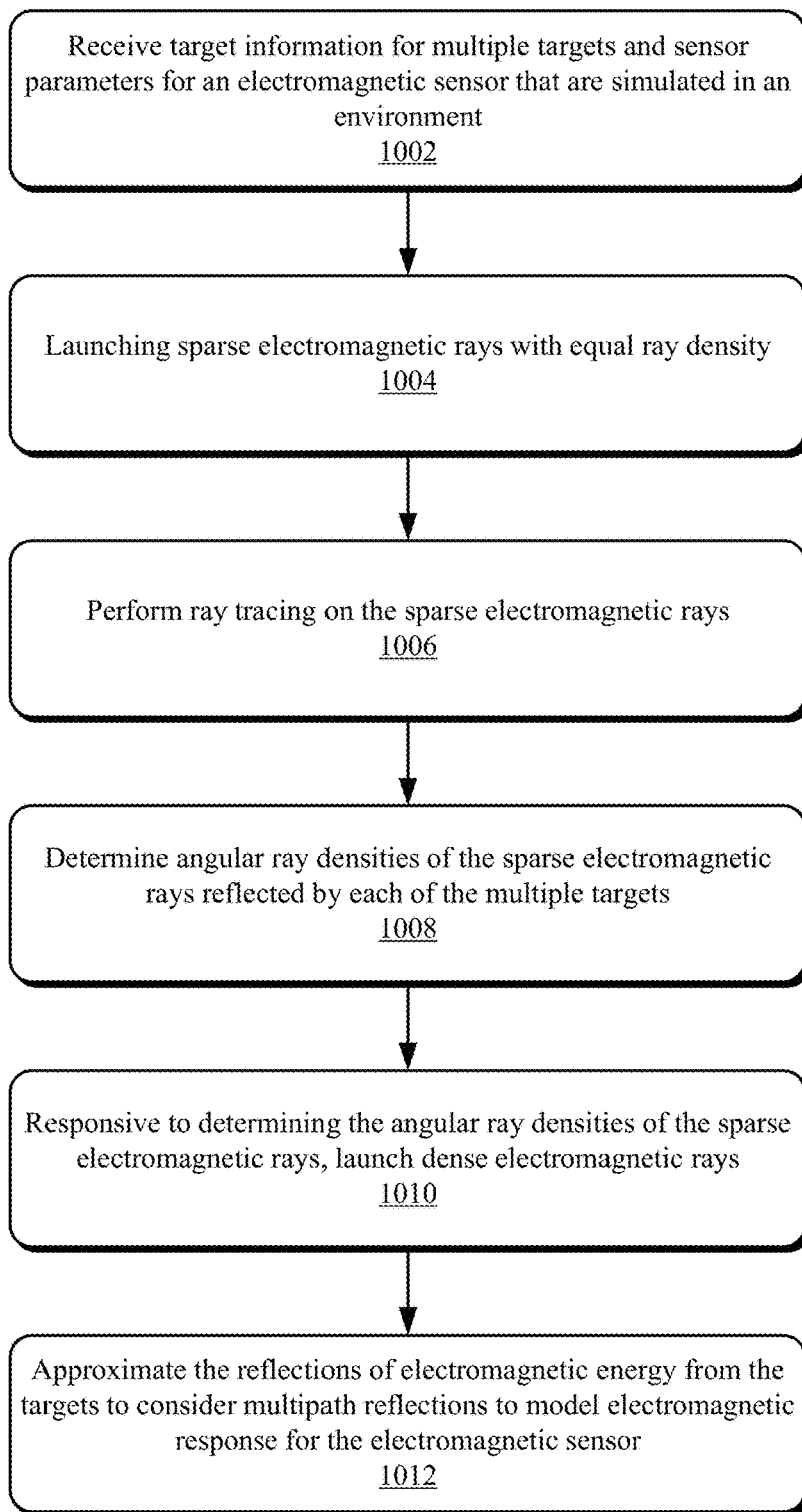 Receive target information for multiple targets and sensor
parameters for an electromagnetic sensor that are simulated in an
environment
1002
Launching sparse electromagnetic rays with equal ray density
1004
Perform ray tracing on the sparse electromagnetic rays
1006
Determine angular ray densities of the sparse electromagnetic
rays reflected by each of the multiple targets
1008
Responsive to determining the angular ray densities of the sparse
electromagnetic rays, launch dense electromagnetic rays
1010
Approximate the reflections of electromagnetic energy from the
targets to consider multipath reflections to model electromagnetic
response for the electromagnetic sensor
1012